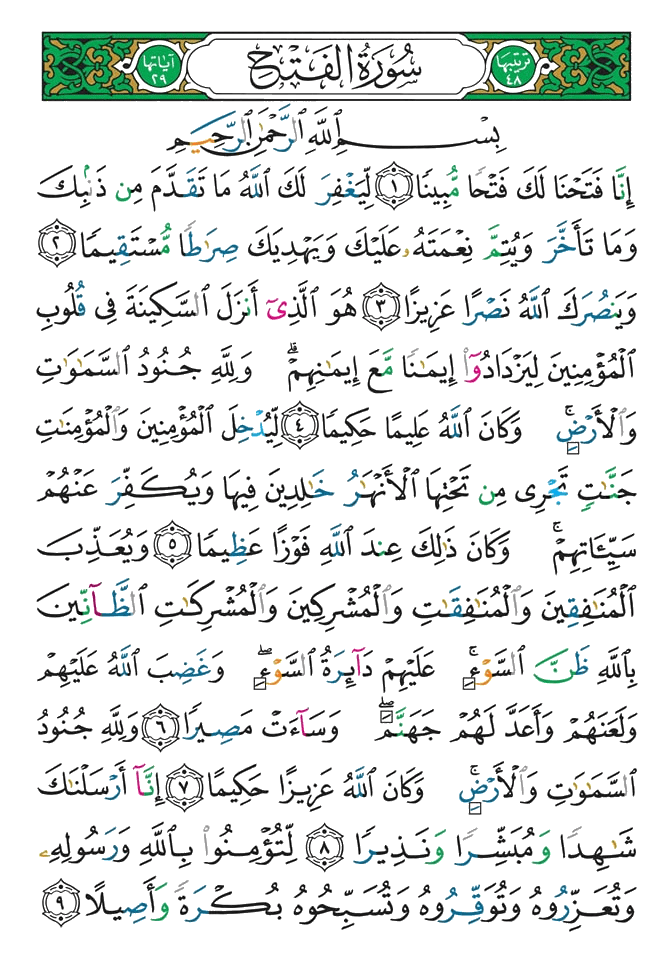 ترتيبها ٤٨ سُورَةُ الفَتْحِ آياتها ٢٩
بِسْمِ ٱللَّهِ ٱلرَّحْمَٰنِ ٱلرَّحِيمِ
إِنَّا فَتَحْنَا لَكَ فَتْحًا مُّبِينًا ١ لِّيَغْفِرَ لَكَ ٱللَّهُ مَا تَقَدَّمَ مِن ذَنۢبِكَ
وَمَا تَأَخَّرَ وَيُتِمَّ نِعْمَتَهُۥ عَلَيْكَ وَيَهْدِيَكَ صِرَٰطًا مُّسْتَقِيمًا ٢
وَيَنصُرَكَ ٱللَّهُ نَصْرًا عَزِيزًا ٣ هُوَ ٱلَّذِىٓ أَنزَلَ ٱلسَّكِينَةَ فِى قُلُوبِ
ٱلْمُؤْمِنِينَ لِيَزْدَادُوٓا۟ إِيمَٰنًا مَّعَ إِيمَٰنِهِمْ ۗ وَلِلَّهِ جُنُودُ ٱلسَّمَٰوَٰتِ
وَٱلْأَرْضِ ۚ وَكَانَ ٱللَّهُ عَلِيمًا حَكِيمًا ٤ لِّيُدْخِلَ ٱلْمُؤْمِنِينَ وَٱلْمُؤْمِنَٰتِ
جَنَّٰتٍ تَجْرِى مِن تَحْتِهَا ٱلْأَنْهَٰرُ خَٰلِدِينَ فِيهَا وَيُكَفِّرَ عَنْهُمْ
سَيِّـَٔاتِهِمْ ۚ وَكَانَ ذَٰلِكَ عِندَ ٱللَّهِ فَوْزًا عَظِيمًا ٥ وَيُعَذِّبَ
ٱلْمُنَٰفِقِينَ وَٱلْمُنَٰفِقَٰتِ وَٱلْمُشْرِكِينَ وَٱلْمُشْرِكَٰتِ ٱلظَّآنِّينَ
بِٱللَّهِ ظَنَّ ٱلسَّوْءِ ۚ عَلَيْهِمْ دَآئِرَةُ ٱلسَّوْءِ ۖ وَغَضِبَ ٱللَّهُ عَلَيْهِمْ
وَلَعَنَهُمْ وَأَعَدَّ لَهُمْ جَهَنَّمَ ۖ وَسَآءَتْ مَصِيرًا ٦ وَلِلَّهِ جُنُودُ
ٱلسَّمَٰوَٰتِ وَٱلْأَرْضِ ۚ وَكَانَ ٱللَّهُ عَزِيزًا حَكِيمًا ٧ إِنَّآ أَرْسَلْنَٰكَ
شَٰهِدًا وَمُبَشِّرًا وَنَذِيرًا ٨ لِّتُؤْمِنُوا۟ بِٱللَّهِ وَرَسُولِهِۦ
وَتُعَزِّرُوهُ وَتُوَقِّرُوهُ وَتُسَبِّحُوهُ بُكْرَةً وَأَصِيلًا ٩